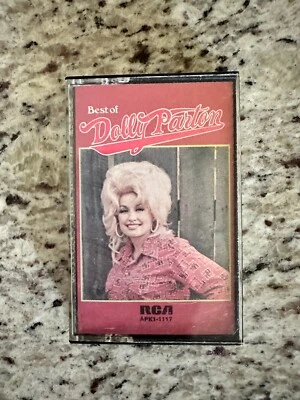 Best of
Dolly Parton
RCA
APK1-1117